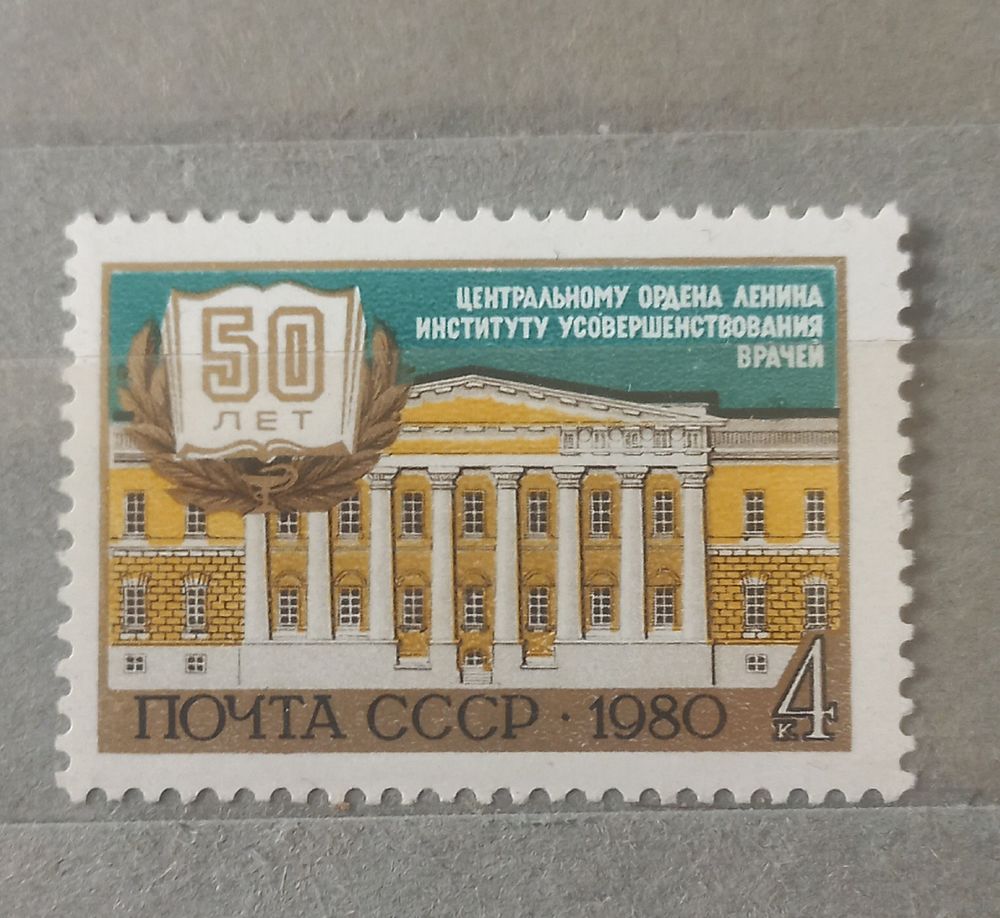 50
ЛЕТ
ЦЕНТРАЛЬНОМУ ОРДЕНА ЛЕНИНА
ИНСТИТУТУ УСОВЕРШЕНСТВОВАНИЯ
ВРАЧЕЙ
ПОЧТА СССР · 1980
4
К